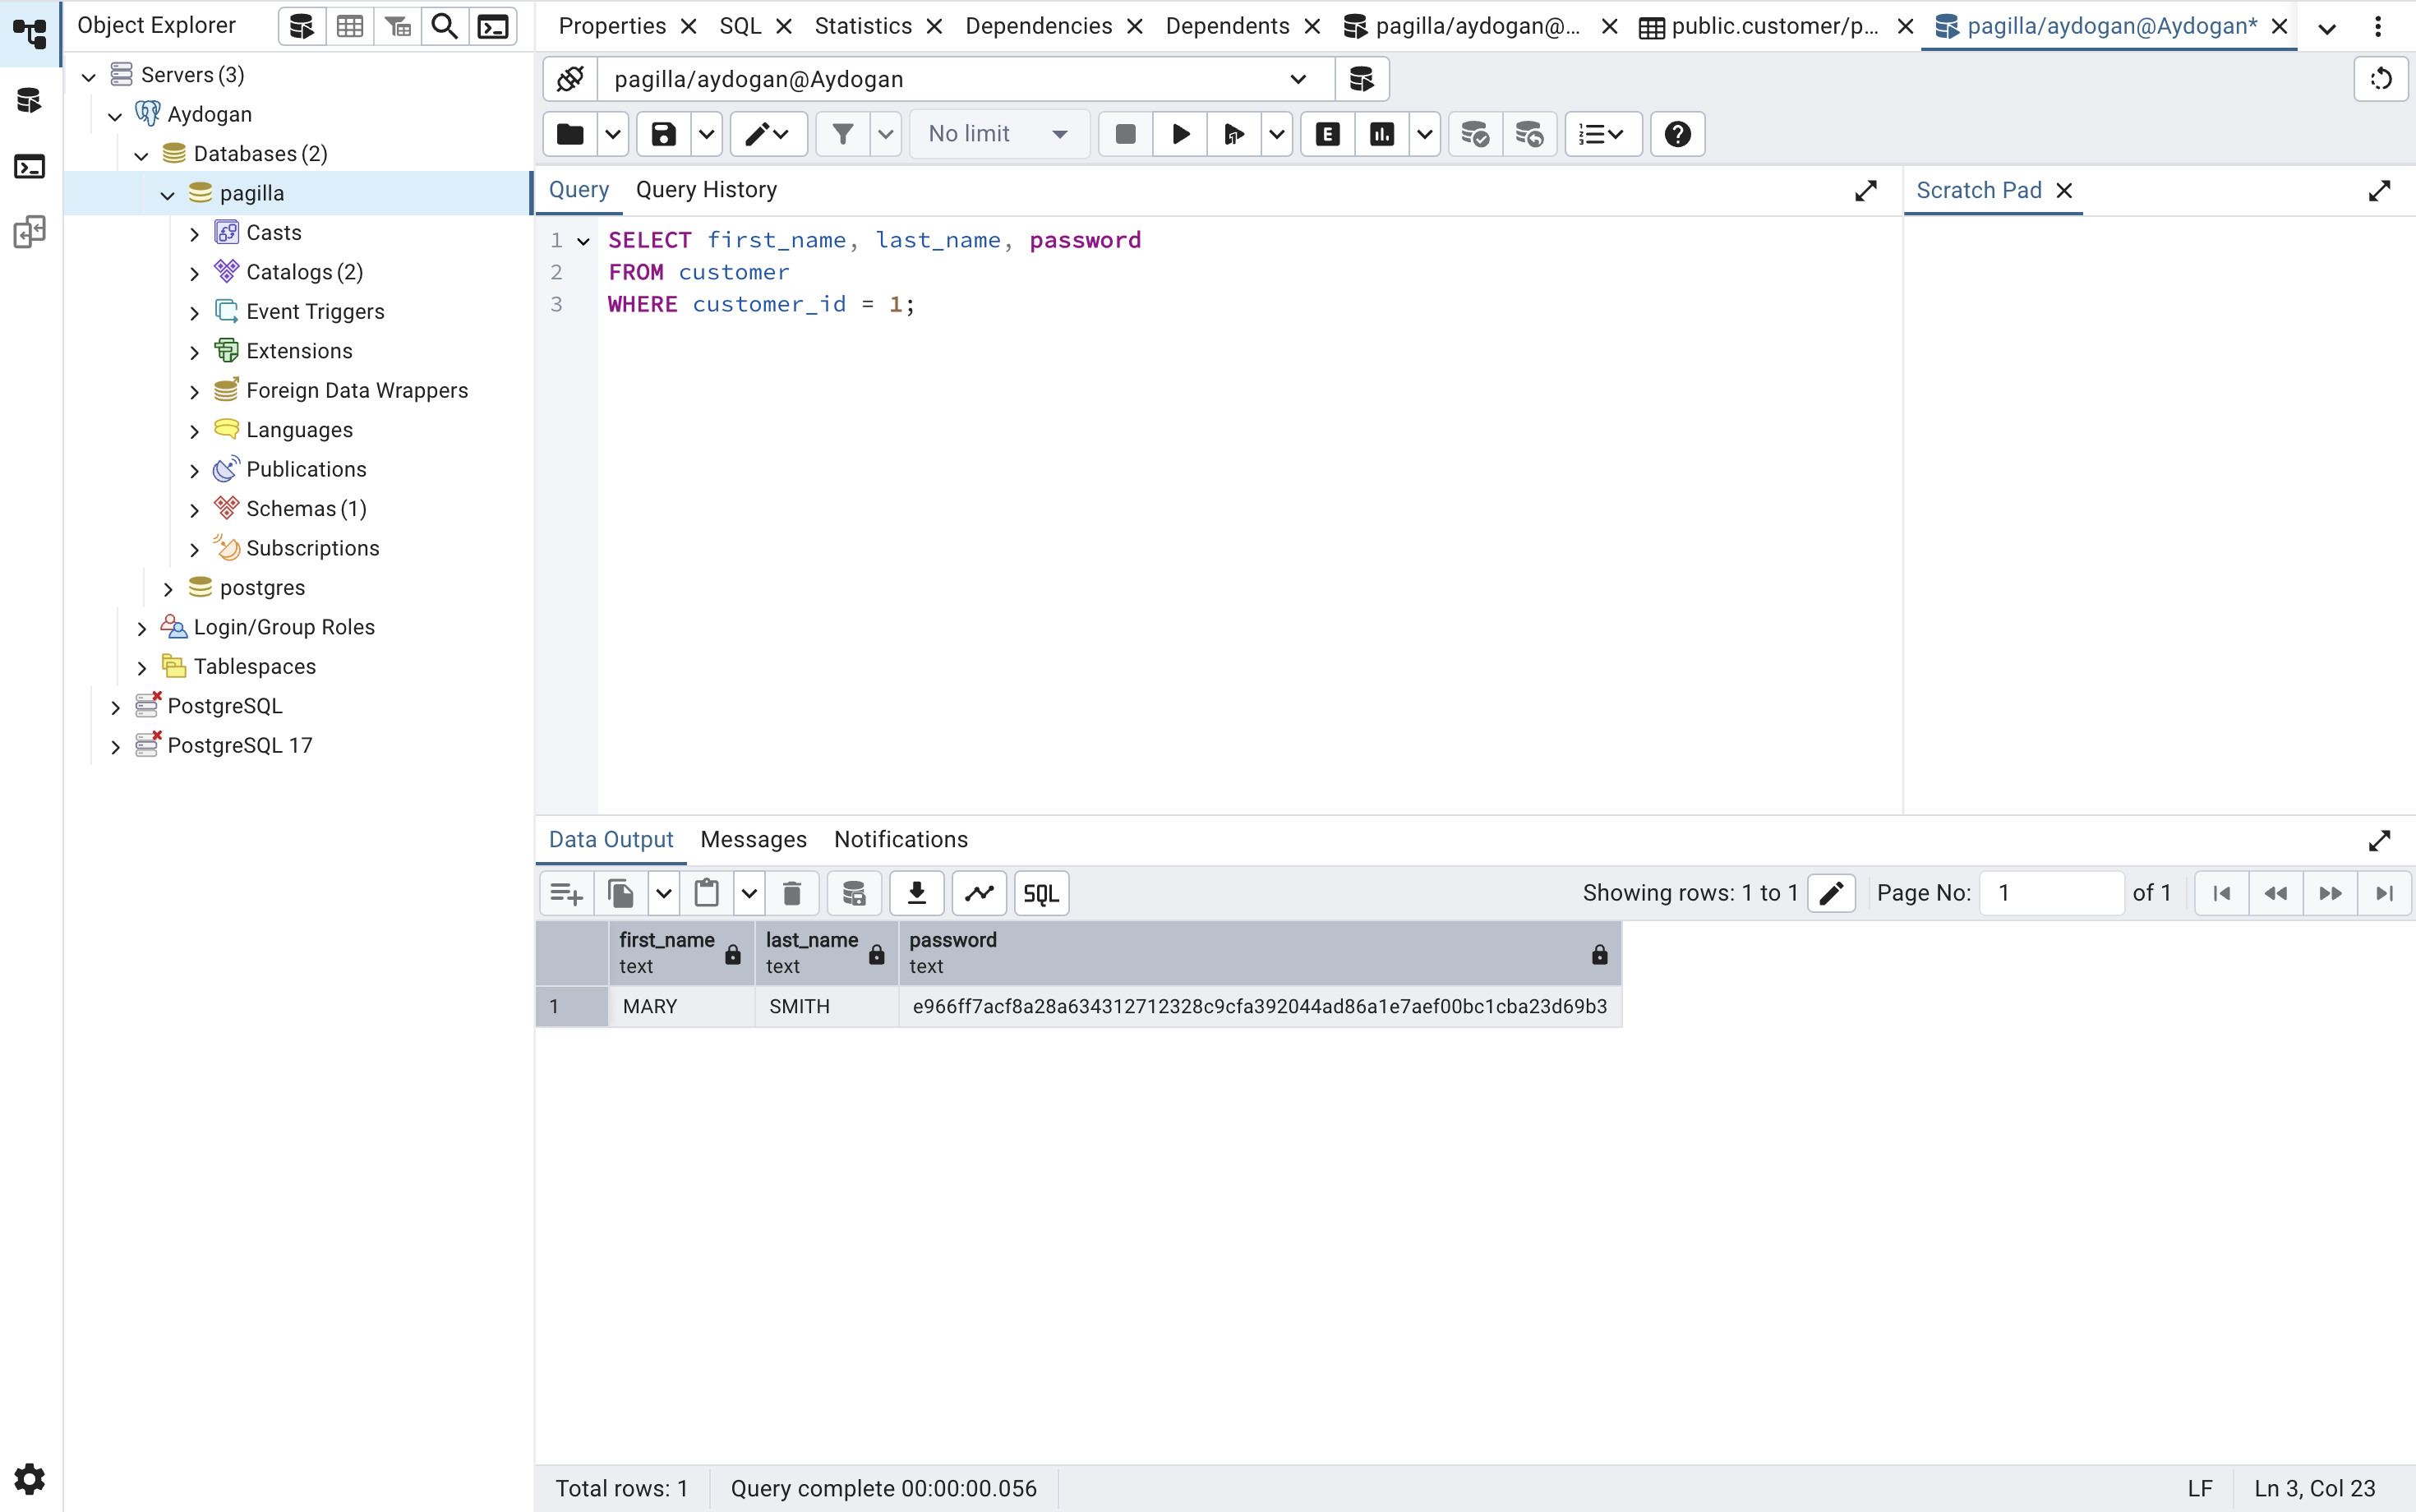 Object Explorer
Servers (3)
Aydogan
Databases (2)
pagilla
Casts
Catalogs (2)
Event Triggers
Extensions
Foreign Data Wrappers
Languages
Publications
Schemas (1)
Subscriptions
postgres
Login/Group Roles
Tablespaces
PostgreSQL
PostgreSQL 17
Properties SQL Statistics Dependencies Dependents pagilla/aydogan@... public.customer/p... pagilla/aydogan@Aydogan*
pagilla/aydogan@Aydogan
No limit E
Query Query History Scratch Pad
1 SELECT first_name, last_name, password
2 FROM customer
3 WHERE customer_id = 1;
Data Output Messages Notifications
SQL Showing rows: 1 to 1 Page No: 1 of 1
first_name last_name password
text text text
1 MARY SMITH e966ff7acf8a28a634312712328c9cfa392044ad86a1e7aef00bc1cba23d69b3
Total rows: 1 Query complete 00:00:00.056 LF Ln 3, Col 23